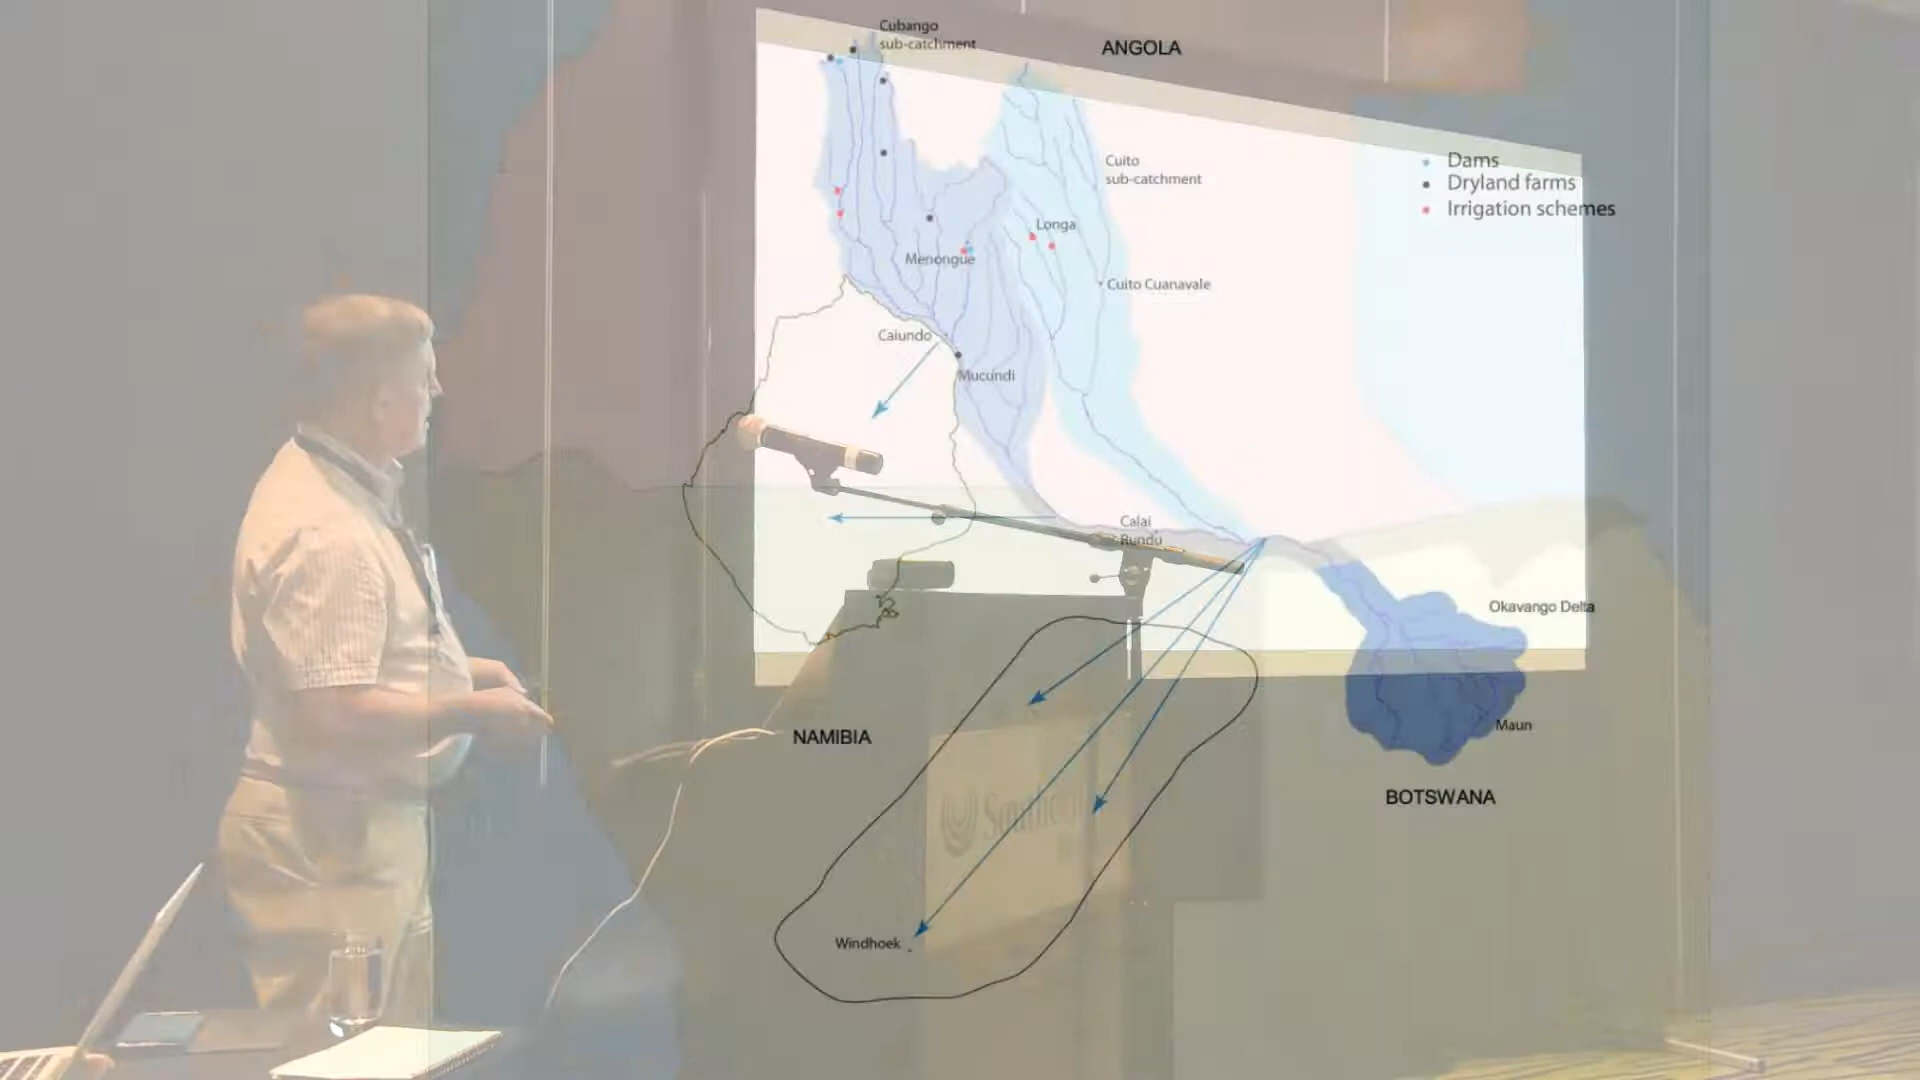 Cubango
sub-catchment
ANGOLA
Cuito
sub-catchment
Dams
Dryland farms
Irrigation schemes
Longa
Menongue
Cuito Cuanavale
Caiundo
Mucundi
Calai
Rundu
Okavango Delta
Maun
NAMIBIA
BOTSWANA
Windhoek